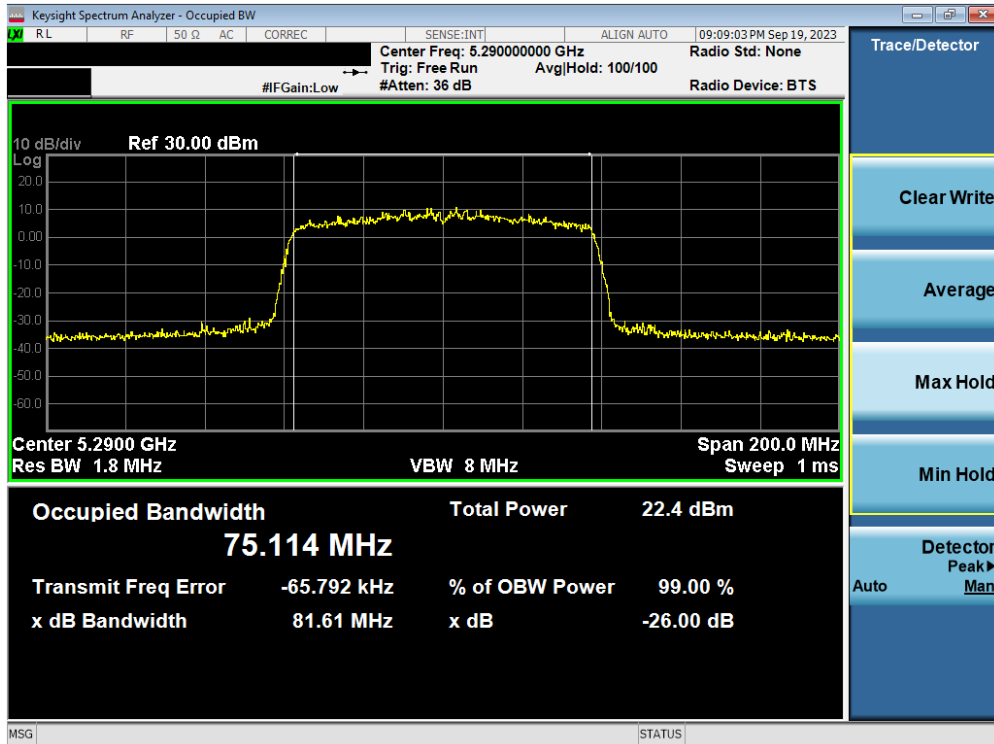 Keysight Spectrum Analyzer - Occupied BW
LXI RL RF 50 Ω AC CORREC SENSE:INT ALIGN AUTO 09:09:03 PM Sep 19, 2023
Center Freq: 5.290000000 GHz Radio Std: None
Trig: Free Run Avg|Hold: 100/100
#IFGain:Low #Atten: 36 dB Radio Device: BTS
Trace/Detector
10 dB/div Ref 30.00 dBm
Log
20.0
10.0
0.00
-10.0
-20.0
-30.0
-40.0
-50.0
-60.0
Center 5.2900 GHz Span 200.0 MHz
Res BW 1.8 MHz VBW 8 MHz Sweep 1 ms
Occupied Bandwidth Total Power 22.4 dBm
75.114 MHz
Transmit Freq Error -65.792 kHz % of OBW Power 99.00 %
x dB Bandwidth 81.61 MHz x dB -26.00 dB
Clear Write
Average
Max Hold
Min Hold
Detector
Peak▶
Auto Man
MSG STATUS